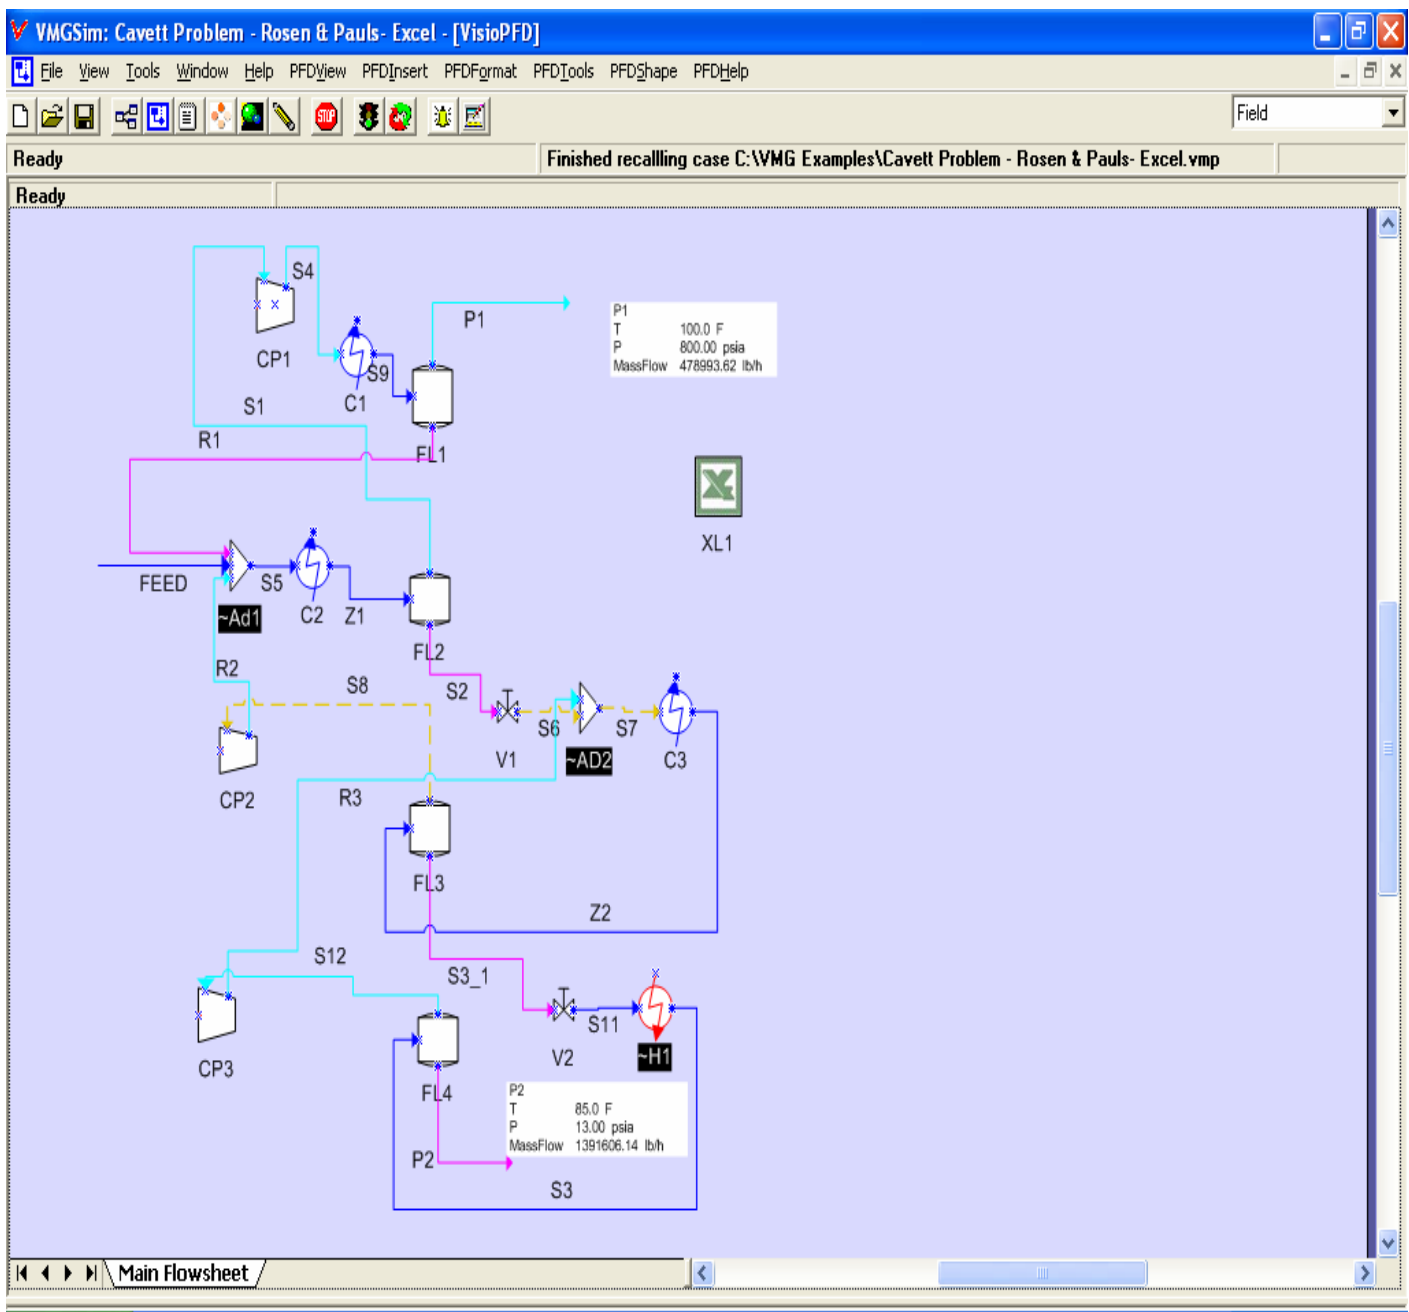 VMGSim: Cavett Problem - Rosen & Pauls- Excel - [VisioPFD]
File View Tools Window Help PFDView PFDInsert PFDFormat PFDTools PFDShape PFDHelp
STOP
Field
Ready
Finished recallling case C:\VMG Examples\Cavett Problem - Rosen & Pauls- Excel.vmp
Ready
S4
P1
CP1
S9
C1
S1
R1
FL1
P1
T 100.0 F
P 800.00 psia
MassFlow 478993.62 lb/h
XL1
FEED
S5
~Ad1
C2
Z1
FL2
R2
S8
S2
S6
S7
V1
~AD2
C3
CP2
R3
FL3
Z2
S12
S3_1
S11
CP3
V2
~H1
FL4
P2
T 85.0 F
P 13.00 psia
MassFlow 1391606.14 lb/h
P2
S3
Main Flowsheet